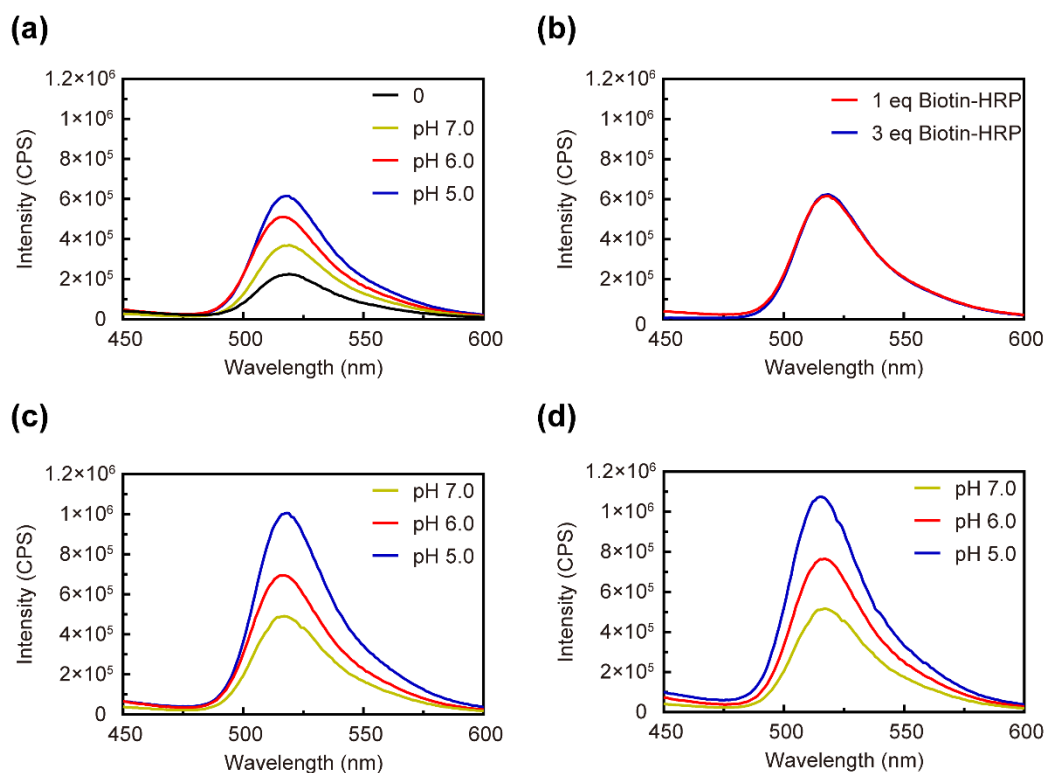 (a)
1.2×10⁶
1×10⁶
8×10⁵
6×10⁵
4×10⁵
2×10⁵
0
Intensity (CPS)
450
500
550
600
Wavelength (nm)
0
pH 7.0
pH 6.0
pH 5.0
(b)
1.2×10⁶
1×10⁶
8×10⁵
6×10⁵
4×10⁵
2×10⁵
0
Intensity (CPS)
450
500
550
600
Wavelength (nm)
1 eq Biotin-HRP
3 eq Biotin-HRP
(c)
1.2×10⁶
1×10⁶
8×10⁵
6×10⁵
4×10⁵
2×10⁵
0
Intensity (CPS)
450
500
550
600
Wavelength (nm)
pH 7.0
pH 6.0
pH 5.0
(d)
1.2×10⁶
1×10⁶
8×10⁵
6×10⁵
4×10⁵
2×10⁵
0
Intensity (CPS)
450
500
550
600
Wavelength (nm)
pH 7.0
pH 6.0
pH 5.0